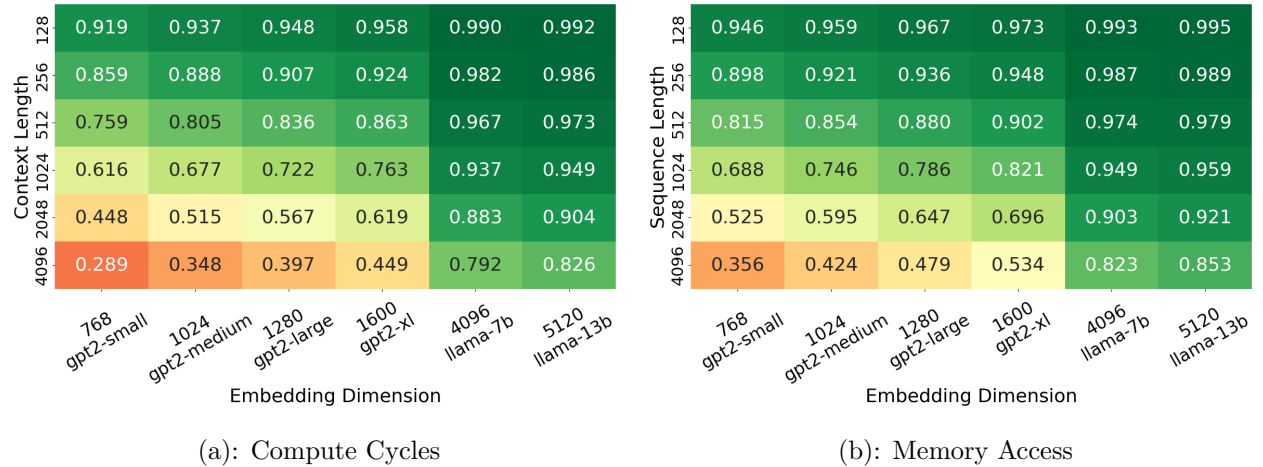 Context Length
128 0.919 0.937 0.948 0.958 0.990 0.992
256 0.859 0.888 0.907 0.924 0.982 0.986
512 0.759 0.805 0.836 0.863 0.967 0.973
1024 0.616 0.677 0.722 0.763 0.937 0.949
2048 0.448 0.515 0.567 0.619 0.883 0.904
4096 0.289 0.348 0.397 0.449 0.792 0.826
768 1024 1280 1600 4096 5120
gpt2-small gpt2-medium gpt2-large gpt2-xl llama-7b llama-13b
Embedding Dimension
(a): Compute Cycles
Sequence Length
128 0.946 0.959 0.967 0.973 0.993 0.995
256 0.898 0.921 0.936 0.948 0.987 0.989
512 0.815 0.854 0.880 0.902 0.974 0.979
1024 0.688 0.746 0.786 0.821 0.949 0.959
2048 0.525 0.595 0.647 0.696 0.903 0.921
4096 0.356 0.424 0.479 0.534 0.823 0.853
768 1024 1280 1600 4096 5120
gpt2-small gpt2-medium gpt2-large gpt2-xl llama-7b llama-13b
Embedding Dimension
(b): Memory Access